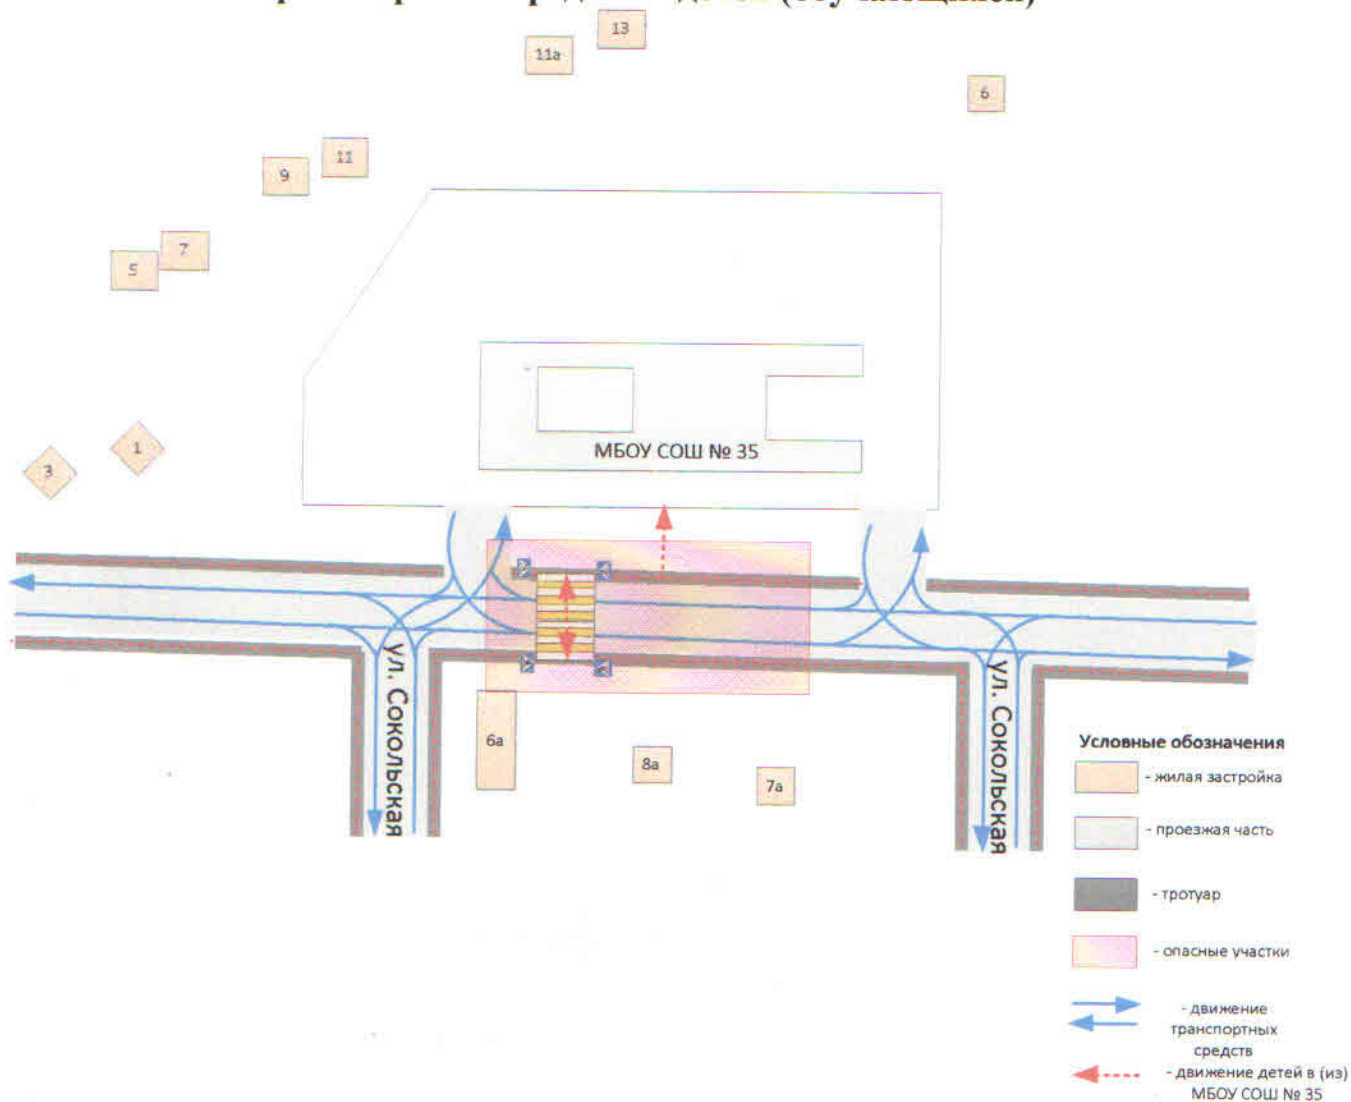 13
11а
6
11
9
7
5
МБОУ СОШ № 35
1
3
ул. Сокольская
ул. Сокольская
6а
8а
7а
Условные обозначения
- жилая застройка
- проезжая часть
- тротуар
- опасные участки
- движение
транспортных
средств
- движение детей в (из)
МБОУ СОШ № 35